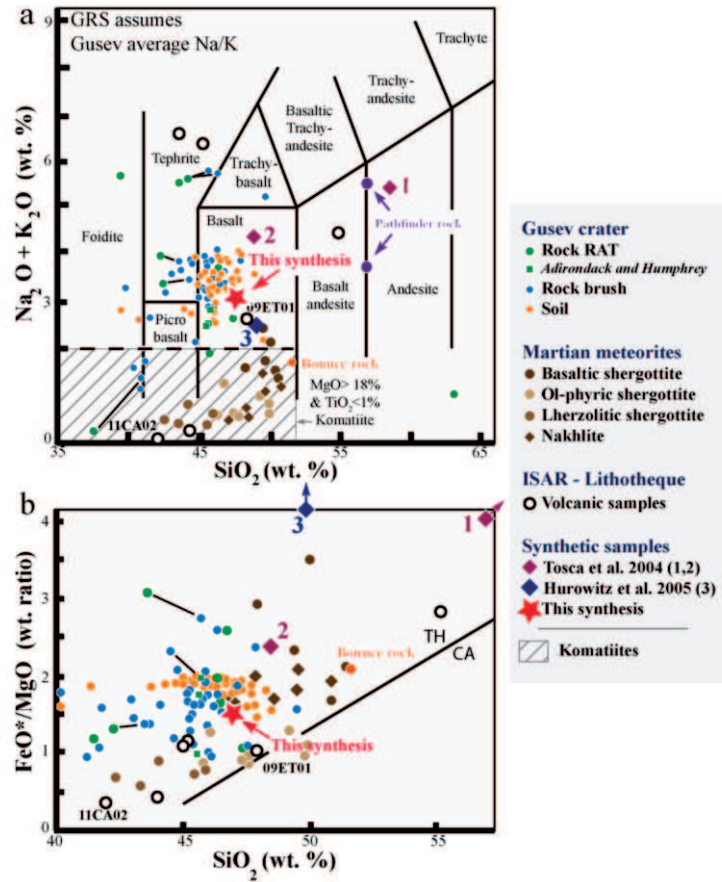 a
GRS assumes
Gusev average Na/K
Na2O + K2O (wt. %)
9
6
3
0
Trachyte
Trachy-
andesite
Basaltic
Trachy-
andesite
Tephrite
Trachy-
basalt
1
Pathfinder rock
Foidite
Basalt
2
This synthesis
09ET01
3
Basalt
andesite
Andesite
Picro
basalt
Bounce rock
MgO> 18%
& TiO2<1%
Komatiite
11CA02
35
45
55
65
SiO2 (wt. %)
b
FeO*/MgO (wt. ratio)
4
3
2
1
0
3
1
2
TH
CA
Bounce rock
This synthesis
09ET01
11CA02
40
45
50
55
SiO2 (wt. %)
Gusev crater
Rock RAT
Adirondack and Humphrey
Rock brush
Soil
Martian meteorites
Basaltic shergottite
Ol-phyric shergottite
Lherzolitic shergottite
Nakhlite
ISAR - Lithotheque
Volcanic samples
Synthetic samples
Tosca et al. 2004 (1,2)
Hurowitz et al. 2005 (3)
This synthesis
Komatiites